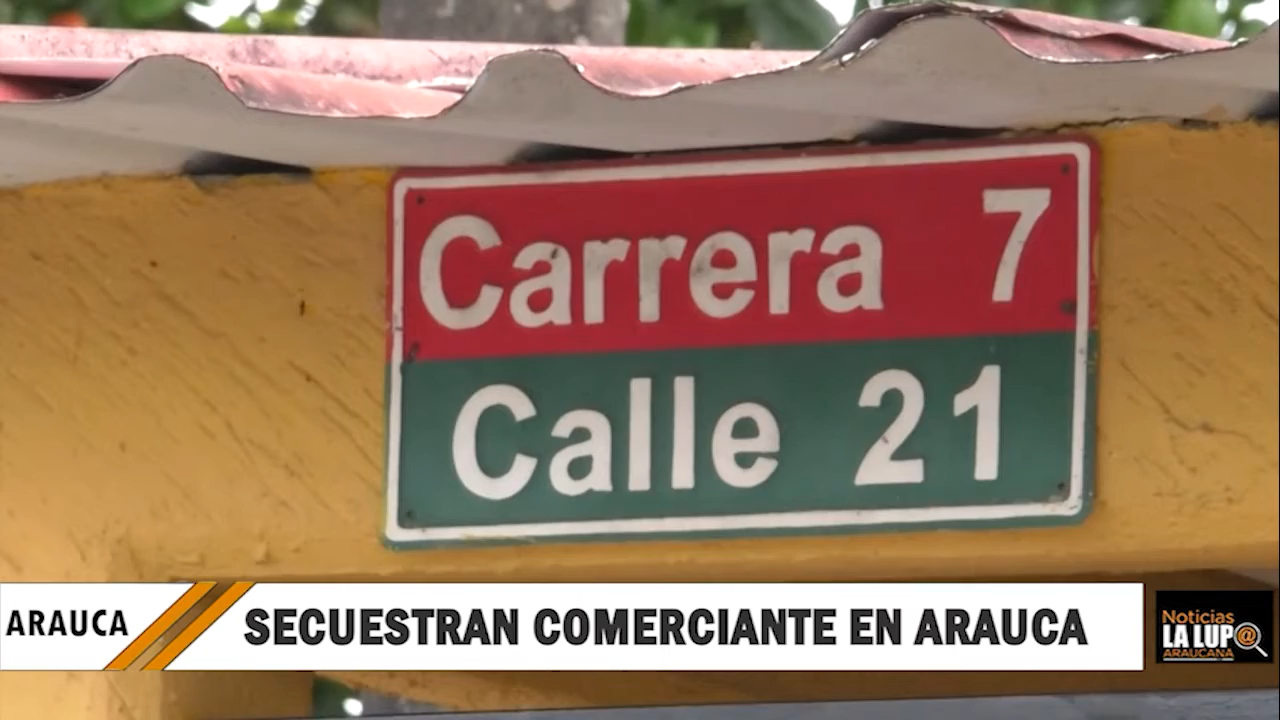 Carrera 7
Calle 21
ARAUCA
SECUESTRAN COMERCIANTE EN ARAUCA
Noticias
LA LUP@
ARAUCANA